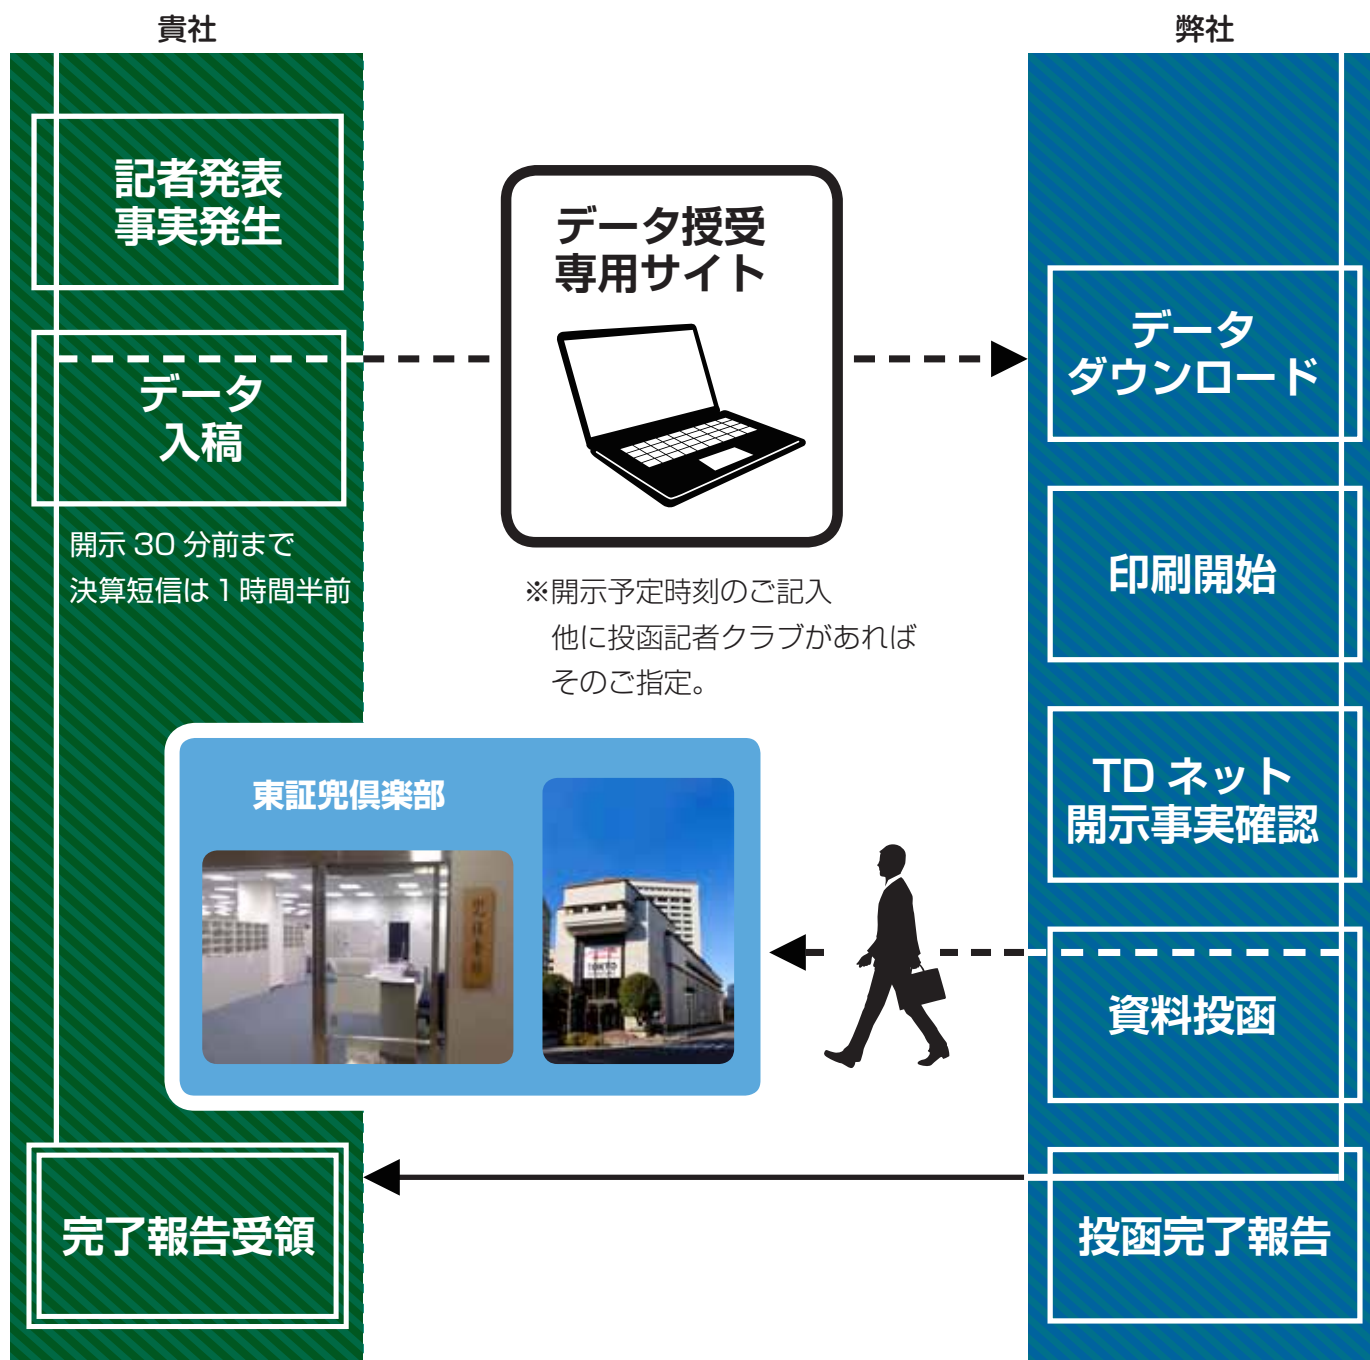 貴社
弊社
記者発表
事実発生
データ
入稿
開示 30 分前まで
決算短信は 1 時間半前
データ授受
専用サイト
※開示予定時刻のご記入
他に投函記者クラブがあれば
そのご指定。
データ
ダウンロード
印刷開始
TD ネット
開示事実確認
東証兜倶楽部
TOKYO
資料投函
完了報告受領
投函完了報告